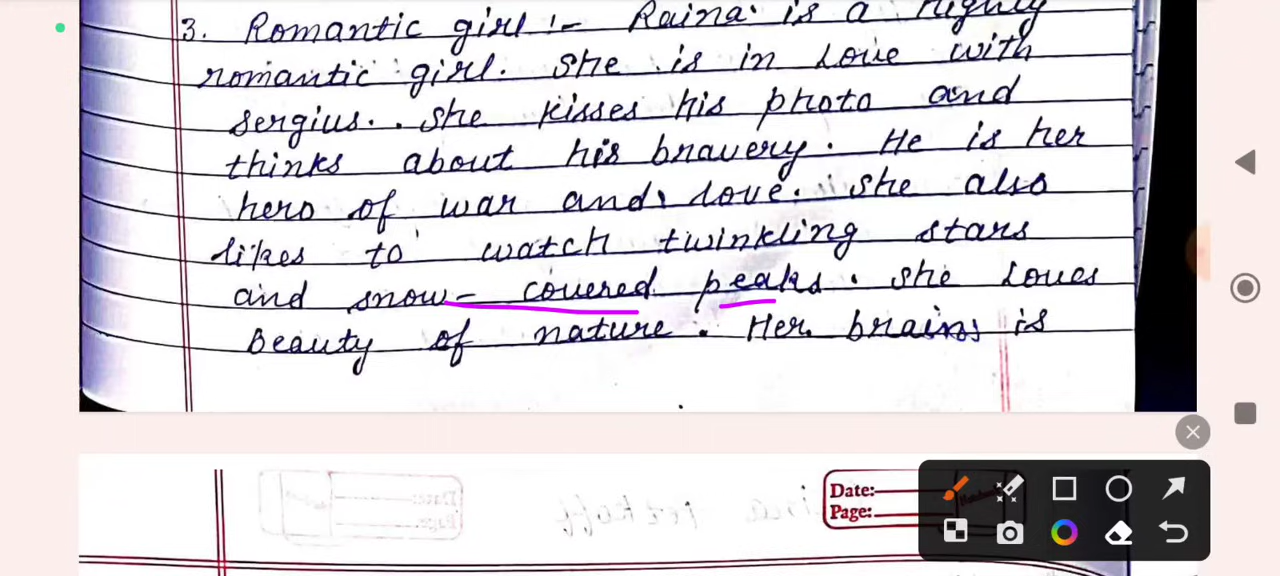 3. Romantic girl :- Raina is a highly
romantic girl. She is in Love with
sergius. She kisses his photo and
thinks about his bravery. He is her
hero of war and love. She also
likes to watch twinkling stars
and snow- covered peaks. She Loves
beauty of nature. Her brains is
Date:
Page: